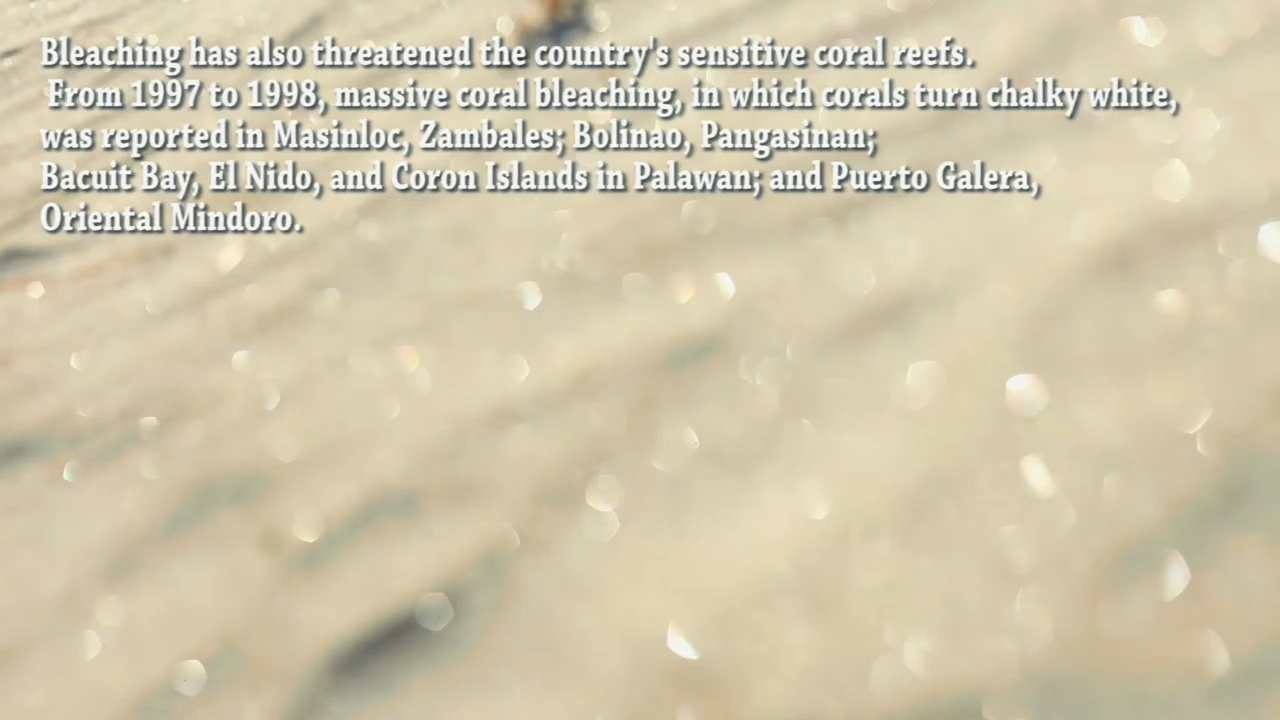 Bleaching has also threatened the country's sensitive coral reefs.
From 1997 to 1998, massive coral bleaching, in which corals turn chalky white,
was reported in Masinloc, Zambales; Bolinao, Pangasinan;
Bacuit Bay, El Nido, and Coron Islands in Palawan; and Puerto Galera,
Oriental Mindoro.